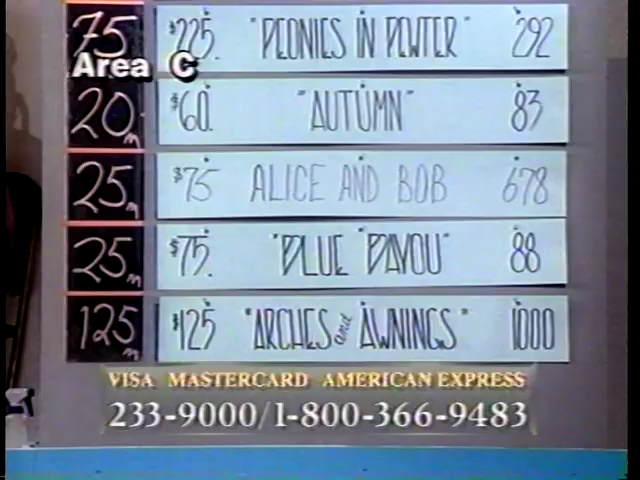 75 $225. "PEONIES IN PEWTER" 292
Area C
20m $60. "AUTUMN" 83
25m $75 ALICE AND BOB 678
25m $75. "BLUE "BAYOU" 88
125m $125 "ARCHES and AWNINGS" 1000
VISA MASTERCARD AMERICAN EXPRESS
233-9000/1-800-366-9483